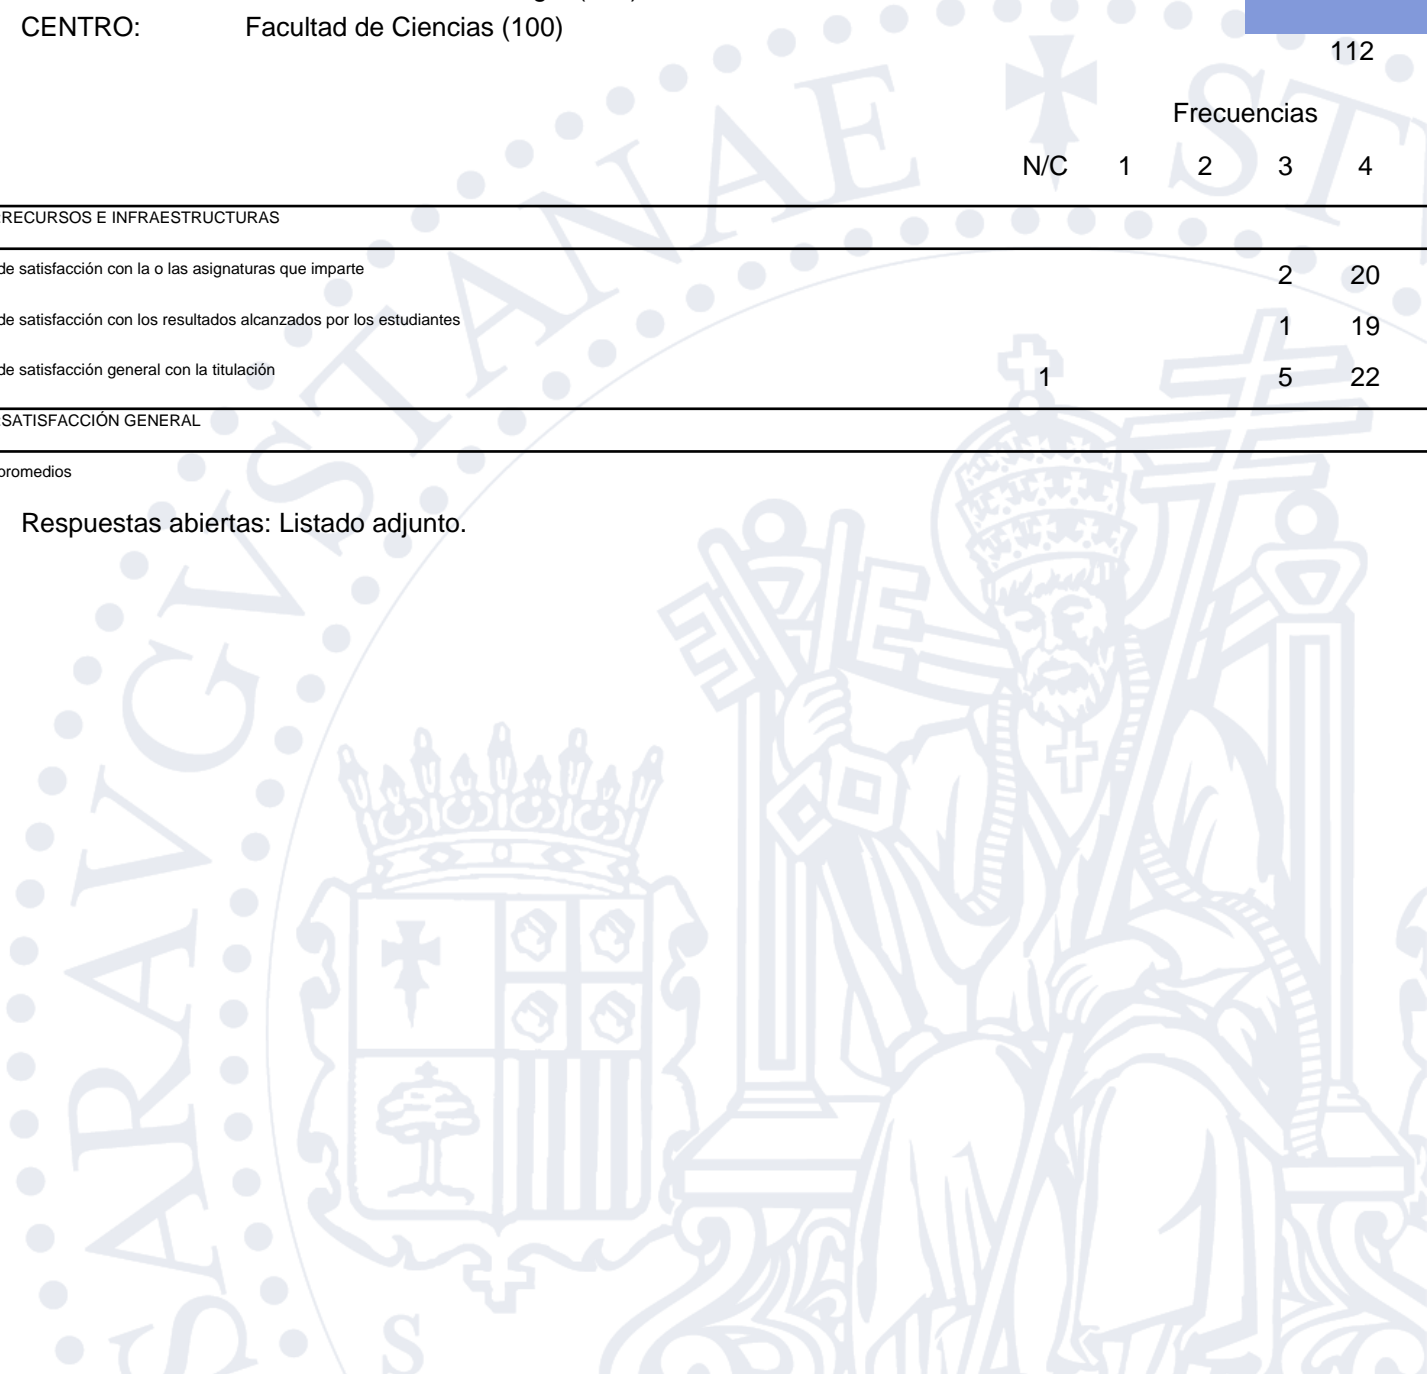 CENTRO: Facultad de Ciencias (100)
112
Frecuencias
N/C 1 2 3 4
RECURSOS E INFRAESTRUCTURAS
de satisfacción con la o las asignaturas que imparte 2 20
de satisfacción con los resultados alcanzados por los estudiantes 1 19
de satisfacción general con la titulación 1 5 22
SATISFACCIÓN GENERAL
promedios
Respuestas abiertas: Listado adjunto.